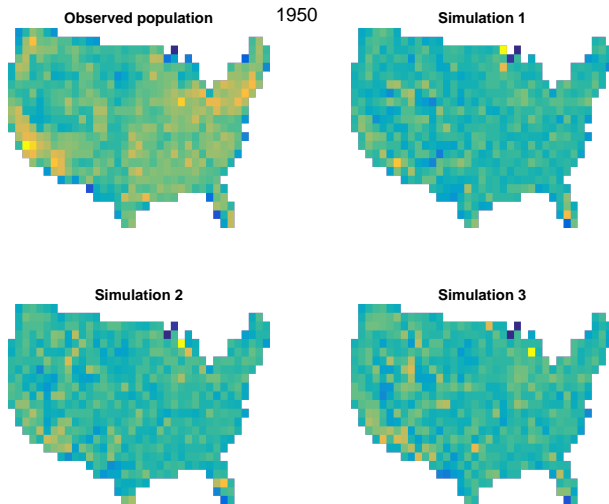 Observed population
1950
Simulation 1
Simulation 2
Simulation 3